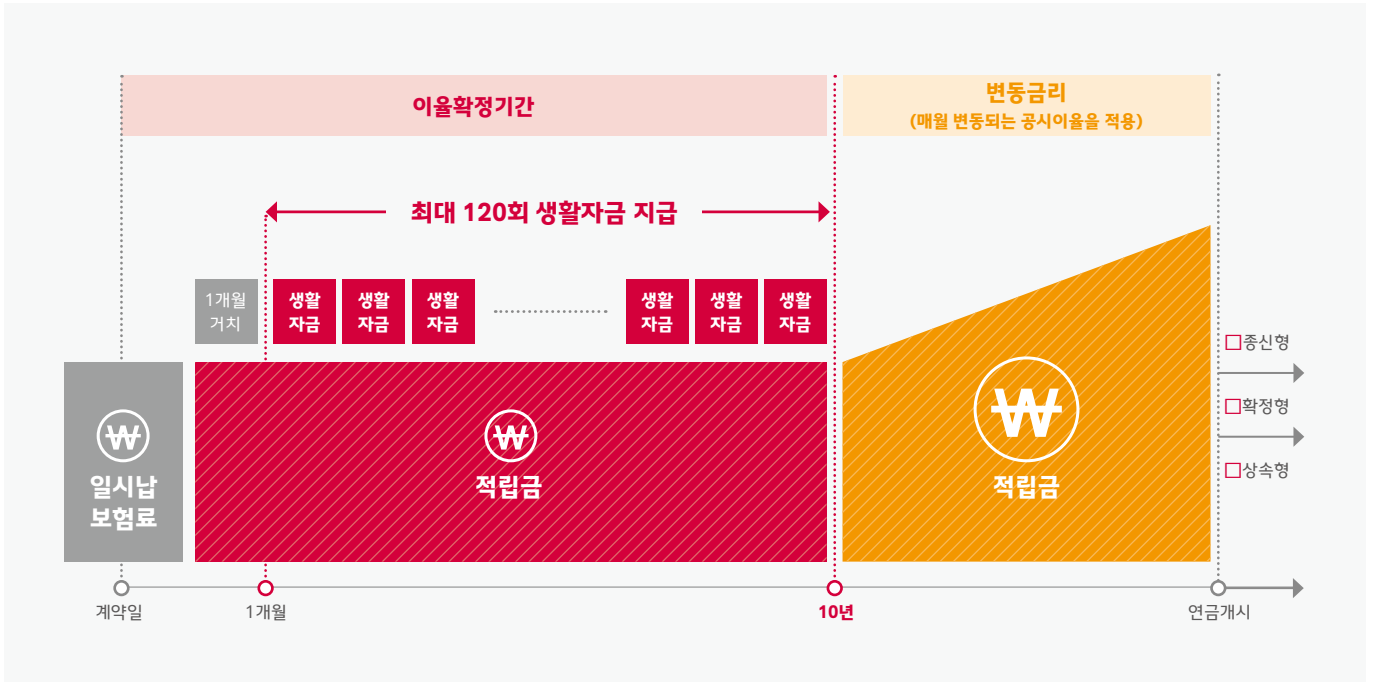 이율확정기간
변동금리
(매월 변동되는 공시이율을 적용)
최대 120회 생활자금 지급
1개월
거치
생활
자금
생활
자금
생활
자금
생활
자금
생활
자금
생활
자금
일시납
보험료
적립금
적립금
종신형
확정형
상속형
계약일
1개월
10년
연금개시